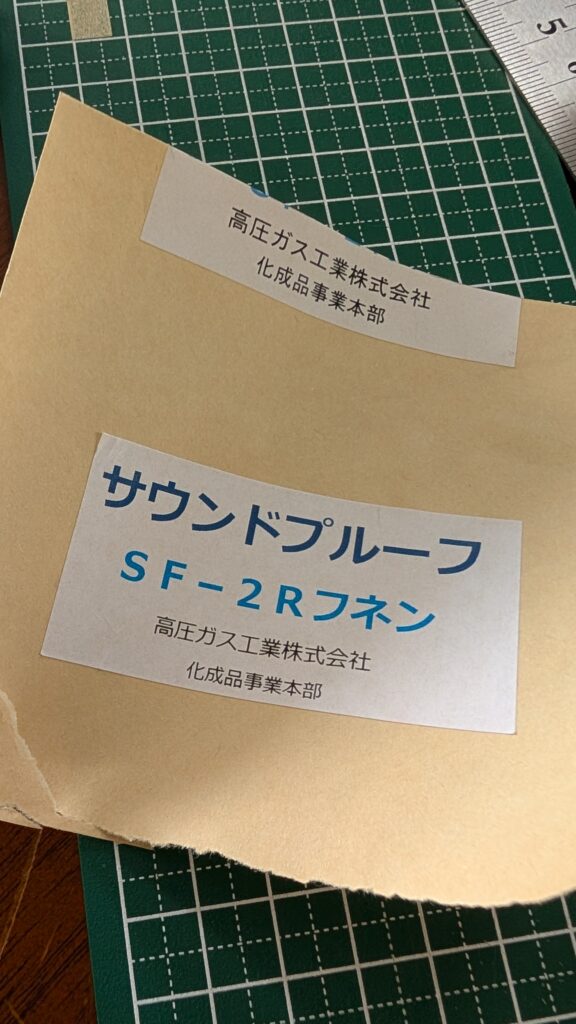 高圧ガス工業株式会社
化成品事業本部
サウンドプルーフ
ＳＦ－２Ｒフネン
高圧ガス工業株式会社
化成品事業本部
5